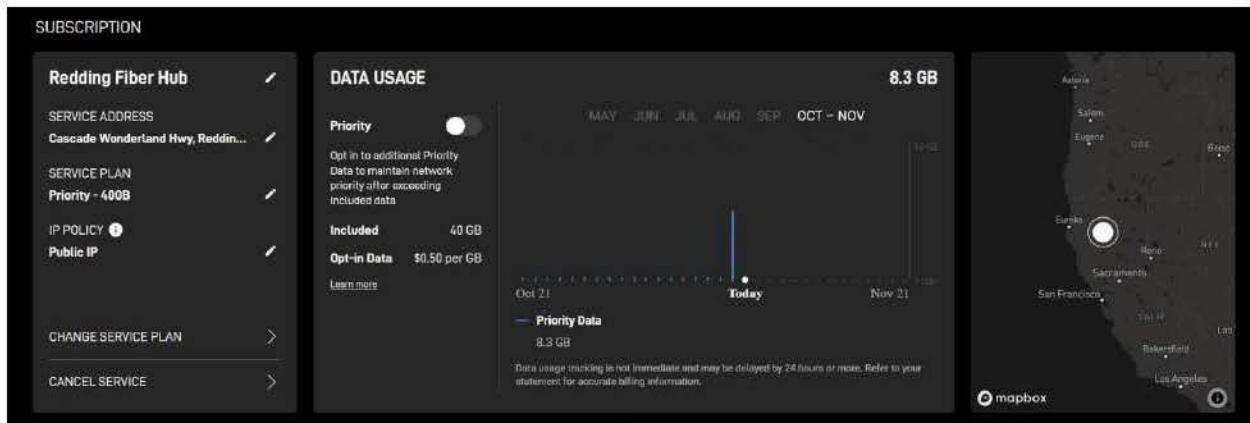 SUBSCRIPTION
Redding Fiber Hub
SERVICE ADDRESS
Cascade Wonderland Hwy, Reddin...
SERVICE PLAN
Priority - 40GB
IP POLICY
Public IP
CHANGE SERVICE PLAN
CANCEL SERVICE
DATA USAGE
8.3 GB
Priority
Opt in to additional Priority
Data to maintain network
priority after exceeding
included data
Included 40 GB
Opt-in Data $0.50 per GB
Learn more
MAY JUN JUL AUG SEP OCT – NOV
Oct 21 Today Nov 21
Priority Data
8.3 GB
Data usage tracking is not immediate and may be delayed by 24 hours or more. Refer to your
statement for accurate billing information.
Astoria
Salem
Eugene
ORE.
Boise
Eureka
Reno
NEV.
Sacramento
San Francisco
CALIF.
Bakersfield
Los Angeles
mapbox